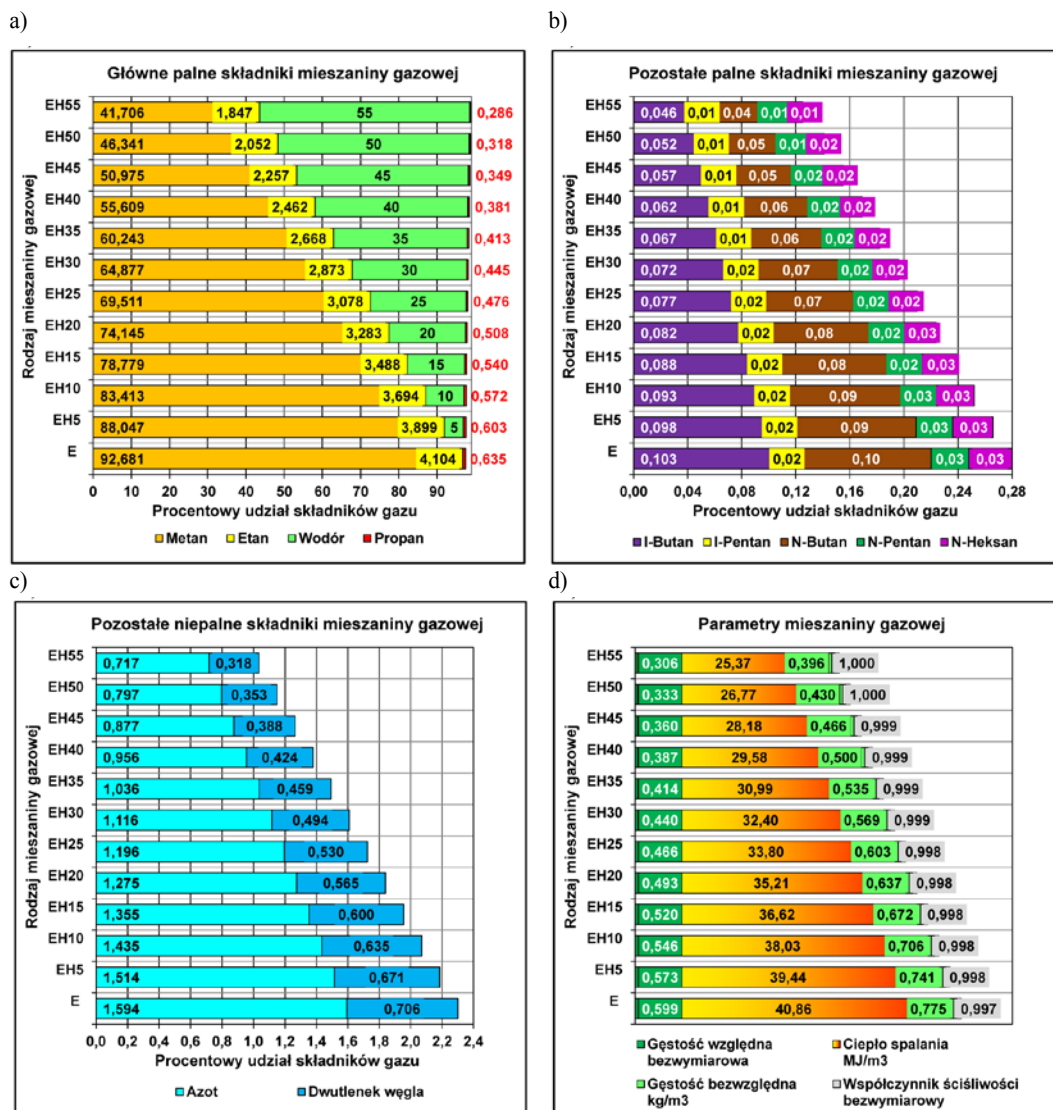 a)
Główne palne składniki mieszaniny gazowej
Rodzaj mieszaniny gazowej
EH55 41,706 1,847 55 0,286
EH50 46,341 2,052 50 0,318
EH45 50,975 2,257 45 0,349
EH40 55,609 2,462 40 0,381
EH35 60,243 2,668 35 0,413
EH30 64,877 2,873 30 0,445
EH25 69,511 3,078 25 0,476
EH20 74,145 3,283 20 0,508
EH15 78,779 3,488 15 0,540
EH10 83,413 3,694 10 0,572
EH5 88,047 3,899 5 0,603
E 92,681 4,104 0,635
0 10 20 30 40 50 60 70 80 90
Procentowy udział składników gazu
Metan Etan Wodór Propan
b)
Pozostałe palne składniki mieszaniny gazowej
Rodzaj mieszaniny gazowej
EH55 0,046 0,01 0,04 0,01 0,01
EH50 0,052 0,01 0,05 0,01 0,02
EH45 0,057 0,01 0,05 0,02 0,02
EH40 0,062 0,01 0,06 0,02 0,02
EH35 0,067 0,01 0,06 0,02 0,02
EH30 0,072 0,02 0,07 0,02 0,02
EH25 0,077 0,02 0,07 0,02 0,02
EH20 0,082 0,02 0,08 0,02 0,03
EH15 0,088 0,02 0,08 0,02 0,03
EH10 0,093 0,02 0,09 0,03 0,03
EH5 0,098 0,02 0,09 0,03 0,03
E 0,103 0,02 0,10 0,03 0,03
0,00 0,04 0,08 0,12 0,16 0,20 0,24 0,28
Procentowy udział składników gazu
I-Butan I-Pentan N-Butan N-Pentan N-Heksan
c)
Pozostałe niepalne składniki mieszaniny gazowej
Rodzaj mieszaniny gazowej
EH55 0,717 0,318
EH50 0,797 0,353
EH45 0,877 0,388
EH40 0,956 0,424
EH35 1,036 0,459
EH30 1,116 0,494
EH25 1,196 0,530
EH20 1,275 0,565
EH15 1,355 0,600
EH10 1,435 0,635
EH5 1,514 0,671
E 1,594 0,706
0,0 0,2 0,4 0,6 0,8 1,0 1,2 1,4 1,6 1,8 2,0 2,2 2,4
Procentowy udział składników gazu
Azot Dwutlenek węgla
d)
Parametry mieszaniny gazowej
Rodzaj mieszaniny gazowej
EH55 0,306 25,37 0,396 1,000
EH50 0,333 26,77 0,430 1,000
EH45 0,360 28,18 0,466 0,999
EH40 0,387 29,58 0,500 0,999
EH35 0,414 30,99 0,535 0,999
EH30 0,440 32,40 0,569 0,999
EH25 0,466 33,80 0,603 0,998
EH20 0,493 35,21 0,637 0,998
EH15 0,520 36,62 0,672 0,998
EH10 0,546 38,03 0,706 0,998
EH5 0,573 39,44 0,741 0,998
E 0,599 40,86 0,775 0,997
Gęstość względna Ciepło spalania
bezwymiarowa MJ/m3
Gęstość bezwzględna Współczynnik ściśliwości
kg/m3 bezwymiarowy